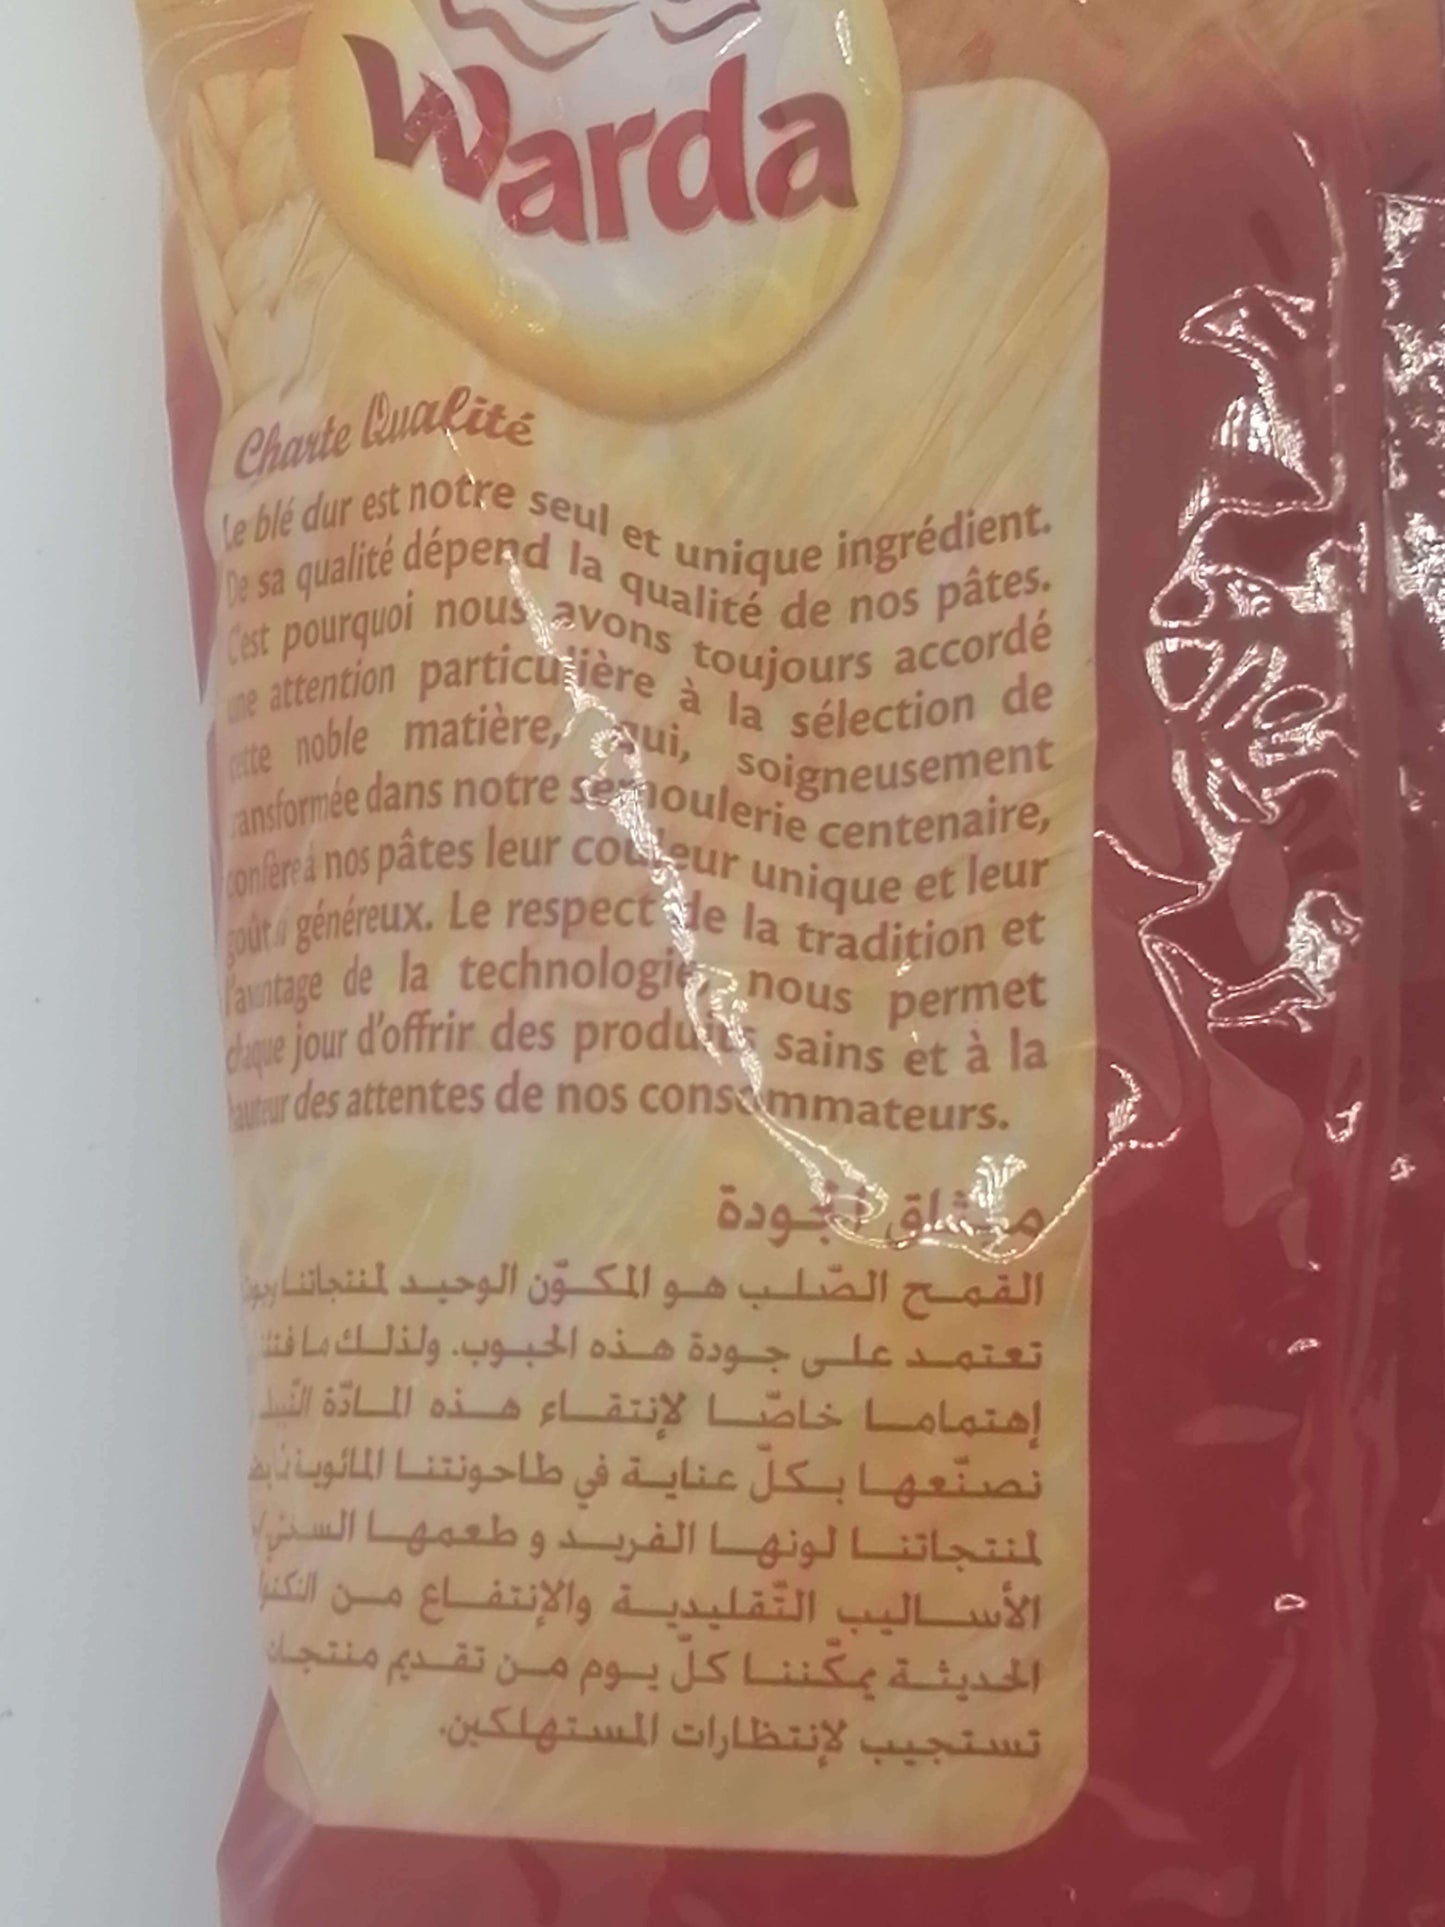 Warda
Charte Qualité
Le blé dur est notre seul et unique ingrédient.
De sa qualité dépend la qualité de nos pâtes.
C'est pourquoi nous avons toujours accordé
une attention particulière à la sélection de
cette noble matière, qui, soigneusement
transformée dans notre semoulerie centenaire,
confère à nos pâtes leur couleur unique et leur
goût généreux. Le respect de la tradition et
l'avantage de la technologie, nous permet
chaque jour d'offrir des produits sains et à la
hauteur des attentes de nos consommateurs.
ميثاق الجودة
القمح الصّلب هو المكوّن الوحيد لمنتجاتنا
تعتمد على جودة هذه الحبوب. ولذلك ما
إهتماما خاصّا لإنتقاء هذه المادّة
نصنّعها بكلّ عناية في طاحونتنا المائوية
لمنتجاتنا لونها الفريد و طعمها
الأساليب التّقليدية والإنتفاع من
الحديثة يمكّننا كلّ يوم من تقديم منتجات
تستجيب لإنتظارات المستهلكين.